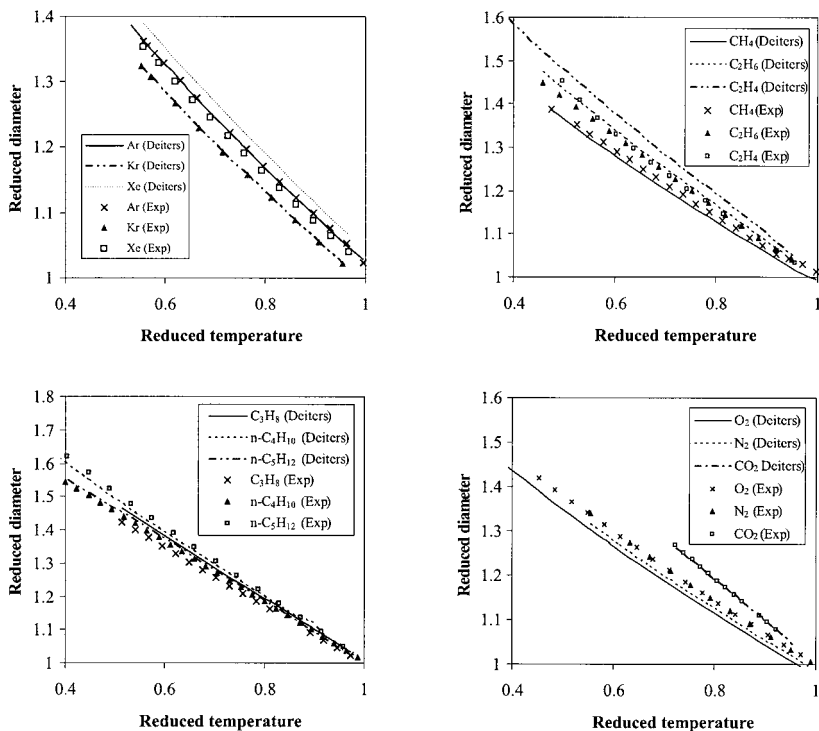 1.4
1.3
1.2
1.1
1
0.4
0.6
0.8
1
Reduced diameter
Reduced temperature
Ar (Deiters)
Kr (Deiters)
Xe (Deiters)
Ar (Exp)
Kr (Exp)
Xe (Exp)
1.6
1.5
1.4
1.3
1.2
1.1
1
0.4
0.6
0.8
1
Reduced diameter
Reduced temperature
CH₄ (Deiters)
C₂H₆ (Deiters)
C₂H₄ (Deiters)
CH₄ (Exp)
C₂H₆ (Exp)
C₂H₄ (Exp)
1.8
1.7
1.6
1.5
1.4
1.3
1.2
1.1
1
0.4
0.6
0.8
1
Reduced diameter
Reduced temperature
C₃H₈ (Deiters)
n-C₄H₁₀ (Deiters)
n-C₅H₁₂ (Deiters)
C₃H₈ (Exp)
n-C₄H₁₀ (Exp)
n-C₅H₁₂ (Exp)
1.6
1.5
1.4
1.3
1.2
1.1
1
0.4
0.6
0.8
1
Reduced diameter
Reduced temperature
O₂ (Deiters)
N₂ (Deiters)
CO₂ Deiters)
O₂ (Exp)
N₂ (Exp)
CO₂ (Exp)